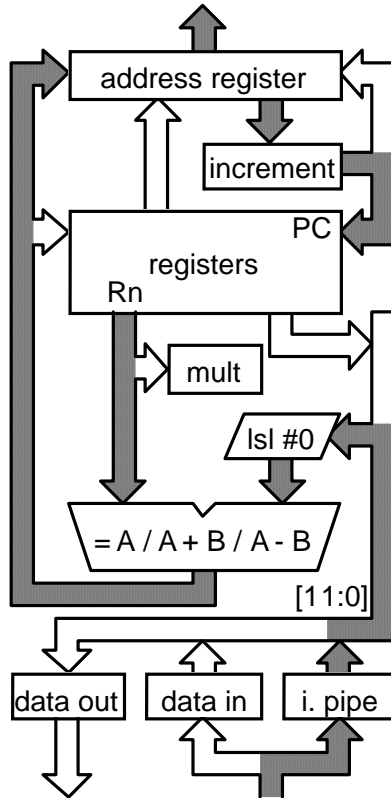 address register
increment
PC
registers
Rn
mult
lsl #0
= A / A + B / A - B
[11:0]
data out
data in
i. pipe